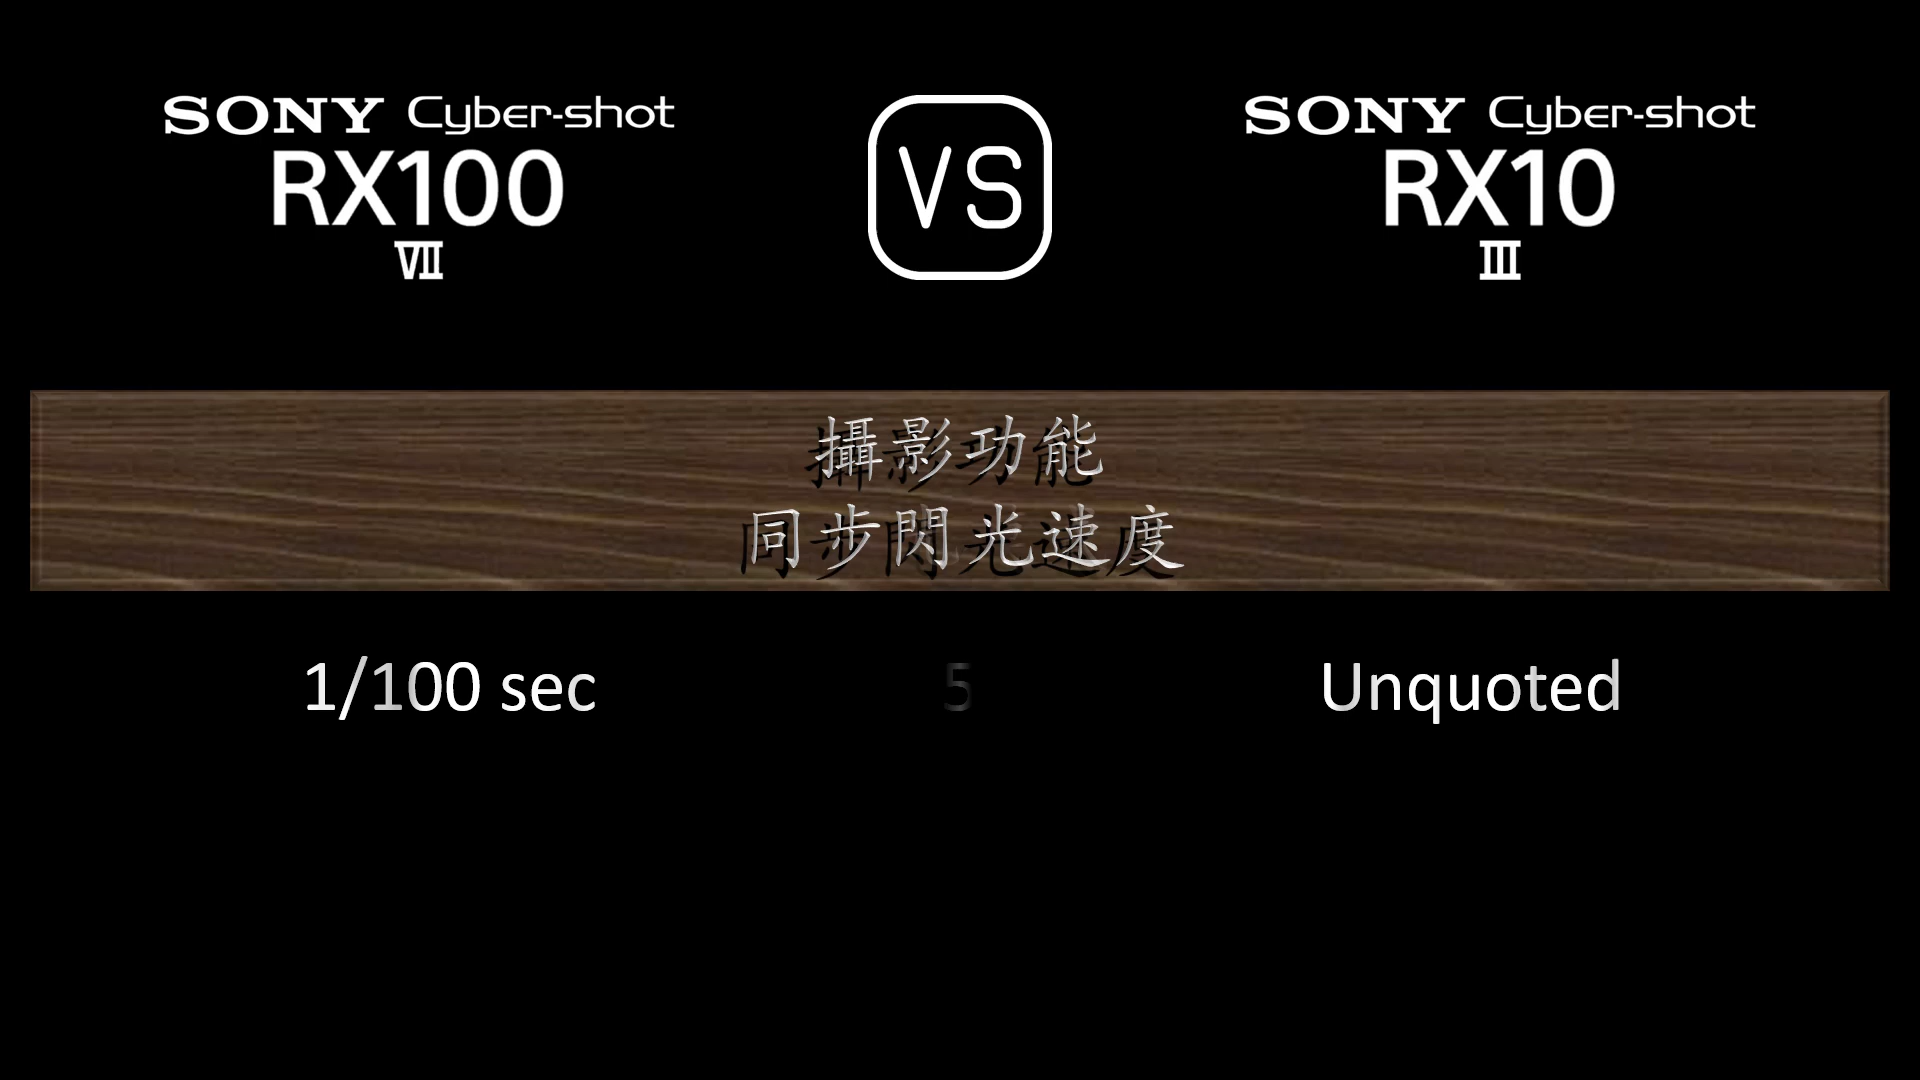 SONY Cyber-shot
RX100
VII
VS
SONY Cyber-shot
RX10
III
攝影功能
同步閃光速度
1/100 sec
5
Unquoted